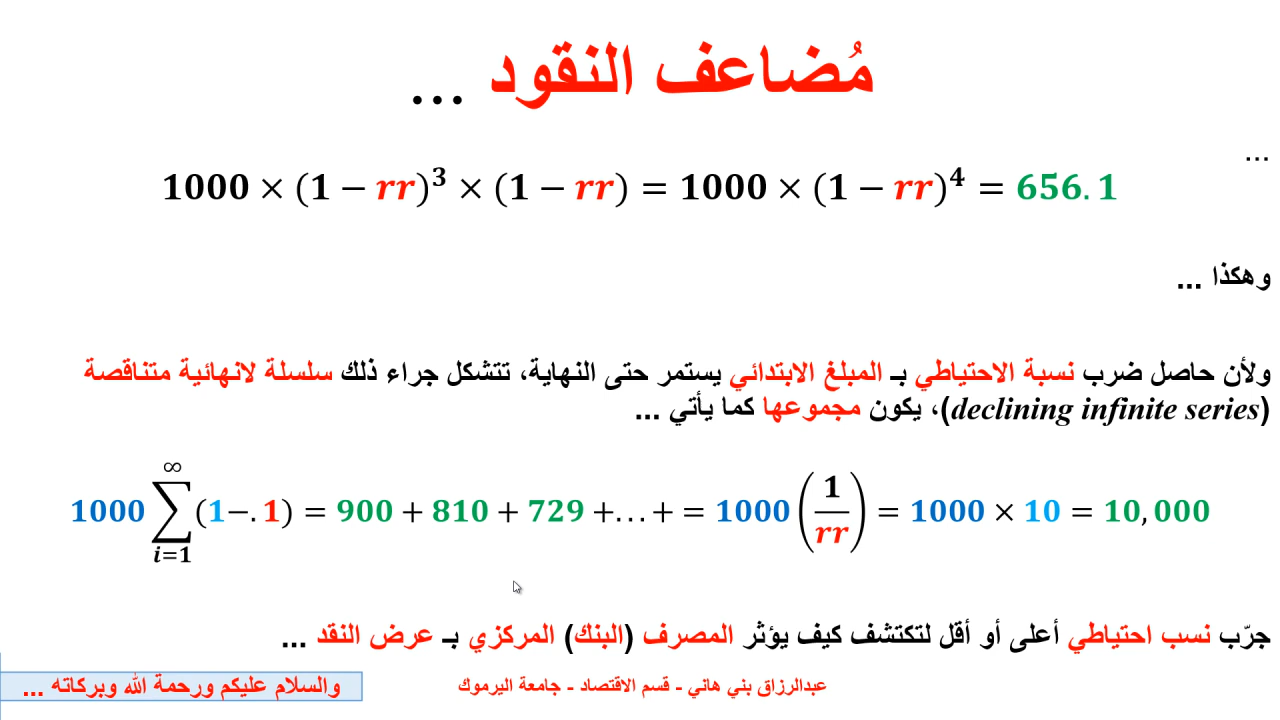 مُضاعف النقود ...
...
1000 × (1 − rr)³ × (1 − rr) = 1000 × (1 − rr)⁴ = 656.1
وهكذا ...
ولأن حاصل ضرب نسبة الاحتياطي بـ المبلغ الابتدائي يستمر حتى النهاية، تتشكل جراء ذلك سلسلة لانهائية متناقصة
(declining infinite series)، يكون مجموعها كما يأتي ...
1000 ∑_{i=1}^{∞} (1−.1) = 900 + 810 + 729 +…+ = 1000 (1/rr) = 1000 × 10 = 10,000
جرّب نسب احتياطي أعلى أو أقل لتكتشف كيف يؤثر المصرف (البنك) المركزي بـ عرض النقد ...
عبدالرزاق بني هاني - قسم الاقتصاد - جامعة اليرموك
والسلام عليكم ورحمة الله وبركاته ...